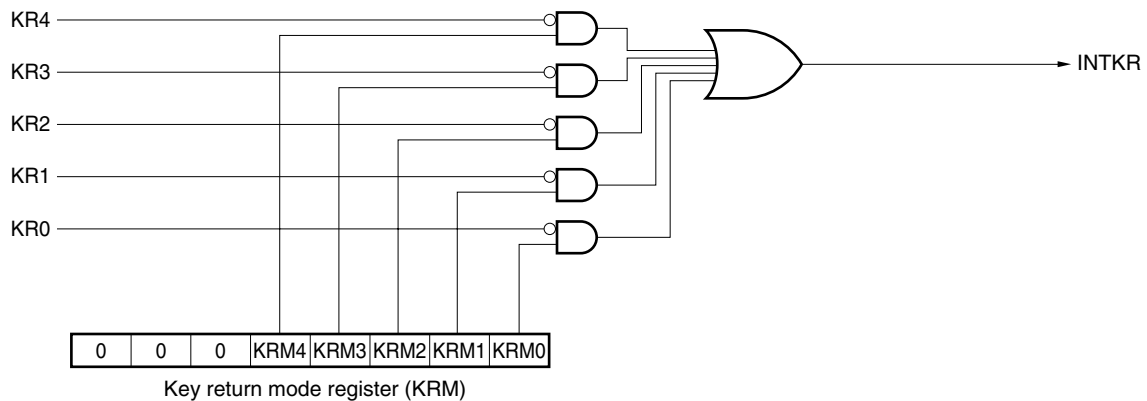 KR4
KR3
KR2
KR1
KR0
INTKR
0 0 0 KRM4 KRM3 KRM2 KRM1 KRM0
Key return mode register (KRM)